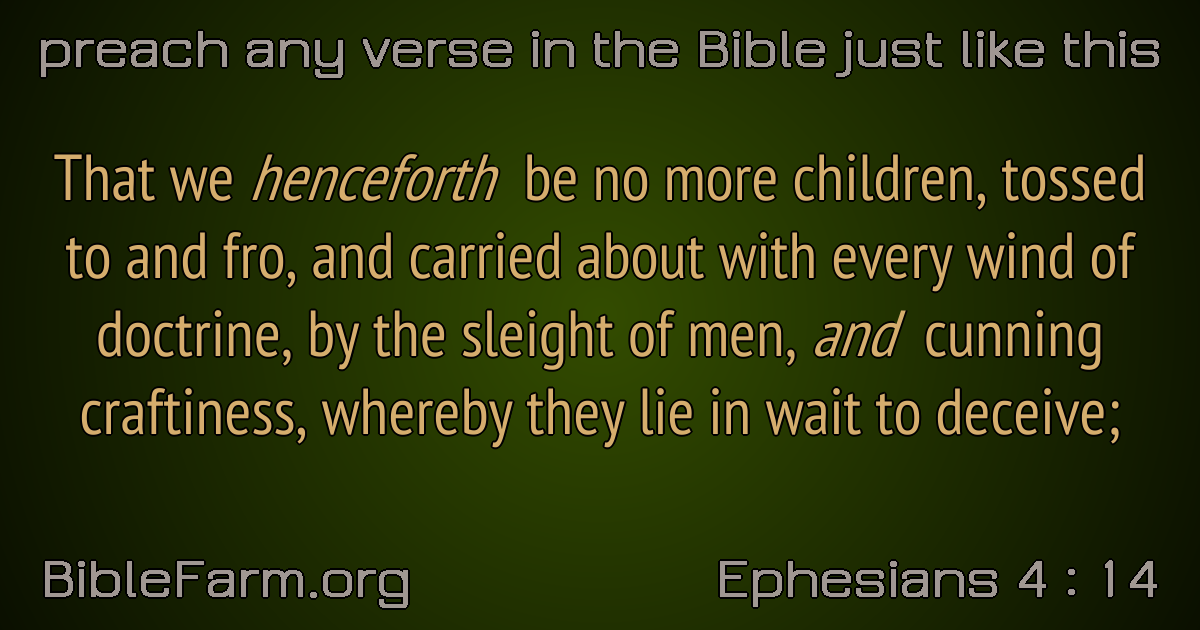 preach any verse in the Bible just like this
That we henceforth be no more children, tossed
to and fro, and carried about with every wind of
doctrine, by the sleight of men, and cunning
craftiness, whereby they lie in wait to deceive;
BibleFarm.org
Ephesians 4 : 14